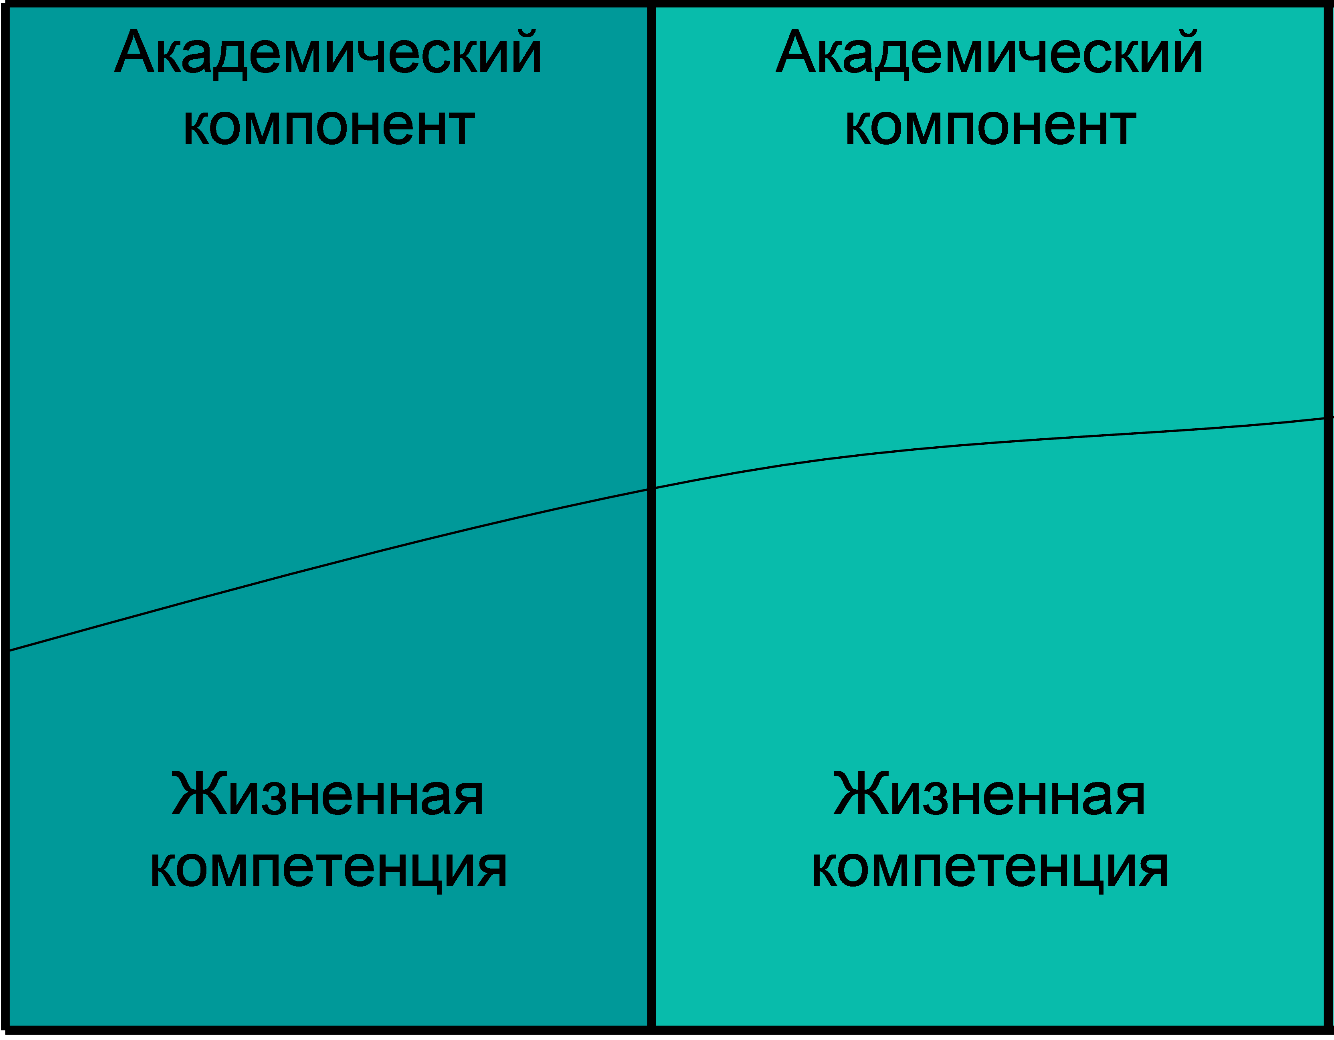 Академический
компонент
Академический
компонент
Жизненная
компетенция
Жизненная
компетенция